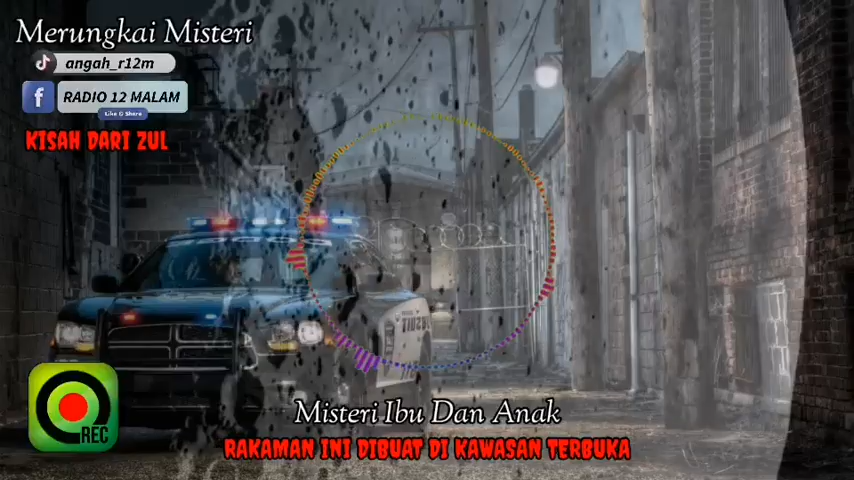 Merungkai Misteri
angah_r12m
RADIO 12 MALAM
Like & Share
KISAH DARI ZUL
REC
Misteri Ibu Dan Anak
RAKAMAN INI DIBUAT DI KAWASAN TERBUKA